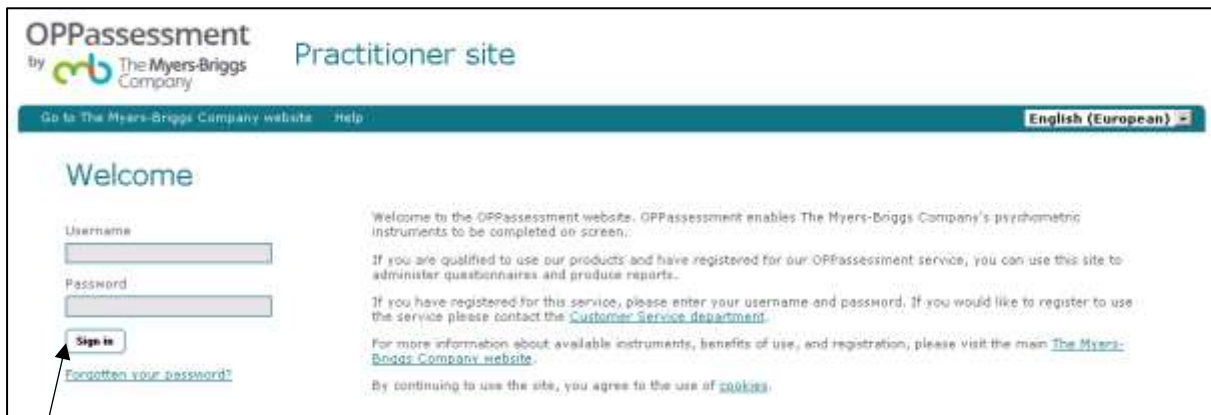 OPPassessment
by The Myers-Briggs
Company
Practitioner site
Go to The Myers-Briggs Company website Help English (European)
Welcome
Username
Password
Sign in
Forgotten your password?
Welcome to the OPPassessment website. OPPassessment enables The Myers-Briggs Company's psychometric
instruments to be completed on screen.
If you are qualified to use our products and have registered for our OPPassessment service, you can use this site to
administer questionnaires and produce reports.
If you have registered for this service, please enter your username and password. If you would like to register to use
the service please contact the Customer Service department.
For more information about available instruments, benefits of use, and registration, please visit the main The Myers-
Briggs Company website.
By continuing to use the site, you agree to the use of cookies.